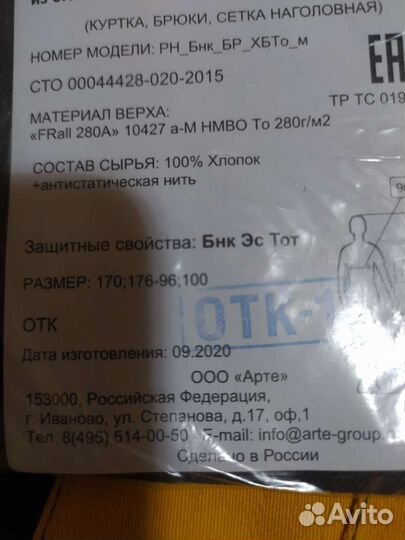 (КУРТКА, БРЮКИ, СЕТКА НАГОЛОВНАЯ)
НОМЕР МОДЕЛИ: РН_Бнк_БР_ХБТо_м
СТО 00044428-020-2015
ЕАС
ТР ТС 019
МАТЕРИАЛ ВЕРХА:
«FRall 280A» 10427 а-М НМВО То 280г/м2
СОСТАВ СЫРЬЯ: 100% Хлопок
+антистатическая нить
Защитные свойства: Бнк Эс Тот
РАЗМЕР: 170;176-96;100
ОТК
ОТК-1
Дата изготовления: 09.2020
ООО «Арте»
153000, Российская Федерация,
г. Иваново, ул. Степанова, д.17, оф,1
Тел. 8(495) 514-00-50 E-mail: info@arte-group.
Сделано в России
Avito